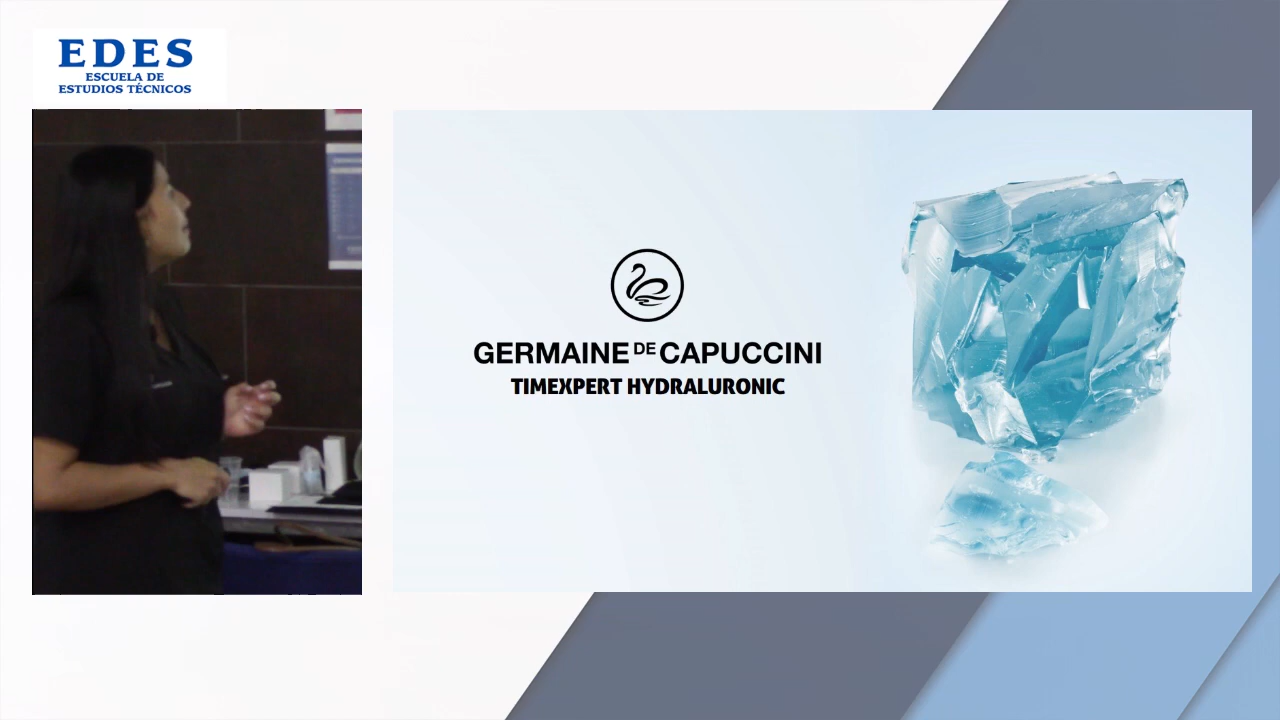 EDES
ESCUELA DE
ESTUDIOS TÉCNICOS
GERMAINE DE CAPUCCINI
TIMEXPERT HYDRALURONIC